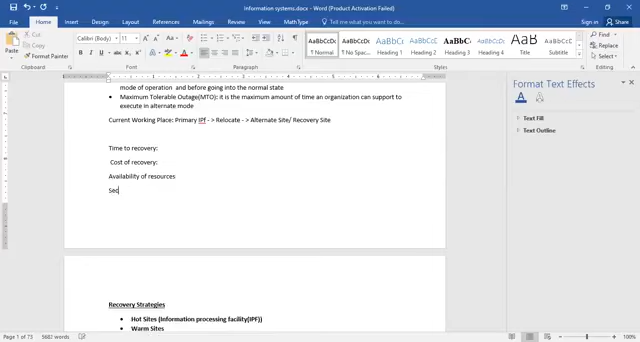 Information systems.docx - Word (Product Activation Failed)
File Home Insert Design Layout References Mailings Review View MathType Tell me what you want to do... Sign in Share
Paste Cut Copy Format Painter Clipboard
Calibri (Body) 11 Font
Paragraph
AaBbCcDc AaBbCcDc AaBbC AaBbCcC AaBbC AaBbCcD AaB AaBbCcD
¶ Normal ¶ No Spac... Heading 1 Heading 2 Heading 3 Heading 4 Title Subtitle
Styles
Find Replace Select Editing
mode of operation and before going into the normal state
• Maximum Tolerable Outage(MTO): it is the maximum amount of time an organization can support to
execute in alternate mode
Current Working Place: Primary IPf - > Relocate - > Alternate Site/ Recovery Site
Time to recovery:
Cost of recovery:
Availability of resources
Sec
Recovery Strategies
• Hot Sites (Information processing facility(IPF))
• Warm Sites
Format Text Effects
Text Fill
Text Outline
Page 1 of 73 5682 words 100%